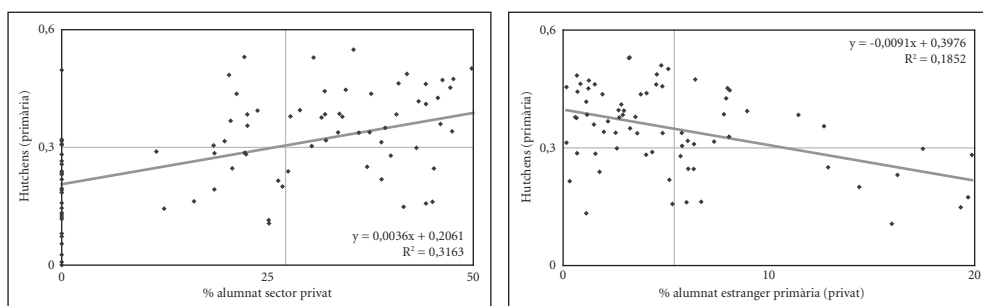 0,6
Hutchens (primària)
0,3
0
0
25
50
% alumnat sector privat
y = 0,0036x + 0,2061
R² = 0,3163
0,6
Hutchens (primària)
0,3
0
0
10
20
% alumnat estranger primària (privat)
y = -0,0091x + 0,3976
R² = 0,1852